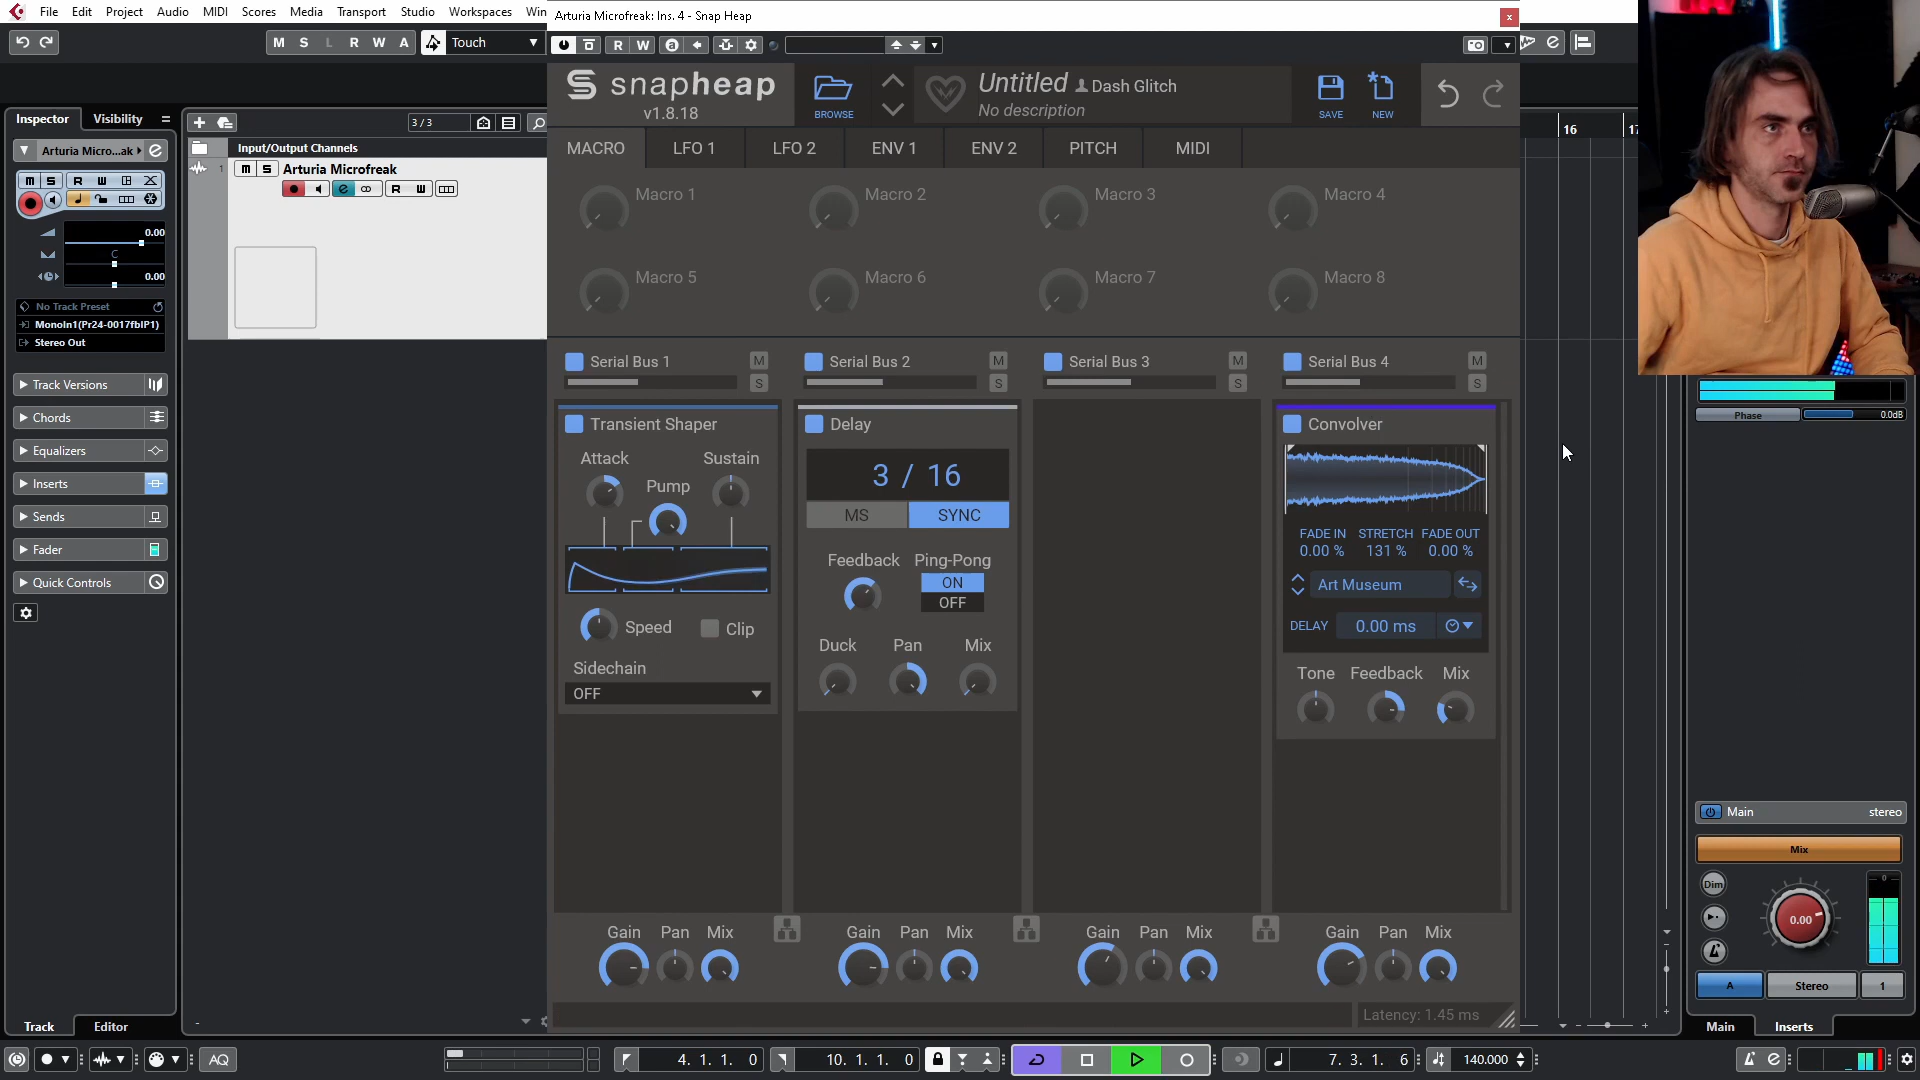 File Edit Project Audio MIDI Scores Media Transport Studio Workspaces Win
Arturia Microfreak: Ins. 4 - Snap Heap
x
M S L R W A Touch
R W a
snapheap
v1.8.18
BROWSE
Untitled Dash Glitch
No description
SAVE NEW
Inspector Visibility
3 / 3
16 17
Arturia Micro...ak
Input/Output Channels
1 M S Arturia Microfreak
R W
M S R W
0.00
C
0.00
No Track Preset
MonoIn1(Pr24-0017fbIP1)
Stereo Out
Track Versions
Chords
Equalizers
Inserts
Sends
Fader
Quick Controls
MACRO LFO 1 LFO 2 ENV 1 ENV 2 PITCH MIDI
Macro 1 Macro 2 Macro 3 Macro 4
Macro 5 Macro 6 Macro 7 Macro 8
Serial Bus 1 M Serial Bus 2 M Serial Bus 3 M Serial Bus 4 M
S S S S
Transient Shaper
Attack Sustain
Pump
Speed Clip
Sidechain
OFF
Delay
3 / 16
MS SYNC
Feedback Ping-Pong
ON
OFF
Duck Pan Mix
Convolver
FADE IN STRETCH FADE OUT
0.00 % 131 % 0.00 %
Art Museum
DELAY 0.00 ms
Tone Feedback Mix
Gain Pan Mix Gain Pan Mix Gain Pan Mix Gain Pan Mix
Latency: 1.45 ms
Phase 0.0dB
Main stereo
Mix
Dim
0
0.00
A Stereo 1
Main Inserts
Track Editor
AQ
4. 1. 1. 0 10. 1. 1. 0 7. 3. 1. 6 140.000